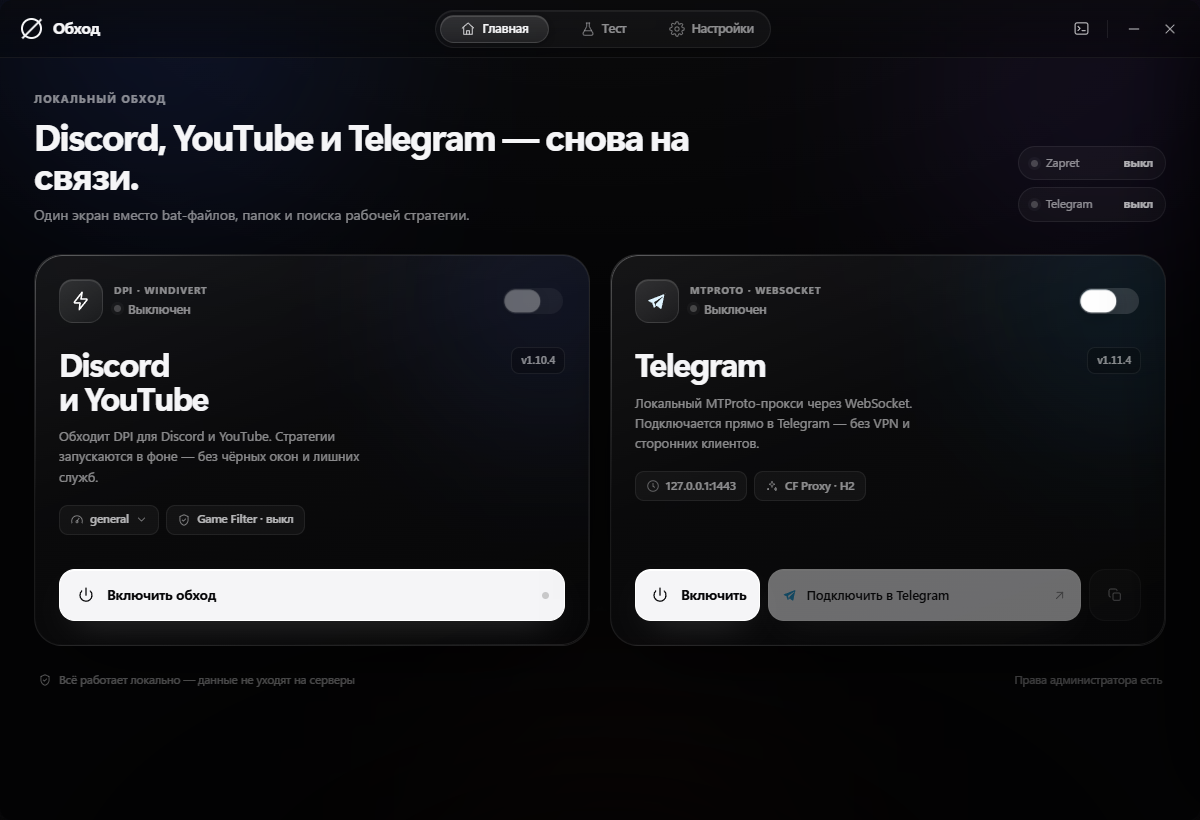 Обход
Главная
Тест
Настройки
ЛОКАЛЬНЫЙ ОБХОД
Discord, YouTube и Telegram — снова на
связи.
Один экран вместо bat-файлов, папок и поиска рабочей стратегии.
Zapret выкл
Telegram выкл
DPI · WINDIVERT
Выключен
Discord
и YouTube
v1.10.4
Обходит DPI для Discord и YouTube. Стратегии
запускаются в фоне — без чёрных окон и лишних
служб.
general
Game Filter · выкл
Включить обход
MTPROTO · WEBSOCKET
Выключен
Telegram
v1.11.4
Локальный MTProto-прокси через WebSocket.
Подключается прямо в Telegram — без VPN и
сторонних клиентов.
127.0.0.1:1443
CF Proxy · H2
Включить
Подключить в Telegram
Всё работает локально — данные не уходят на серверы
Права администратора есть